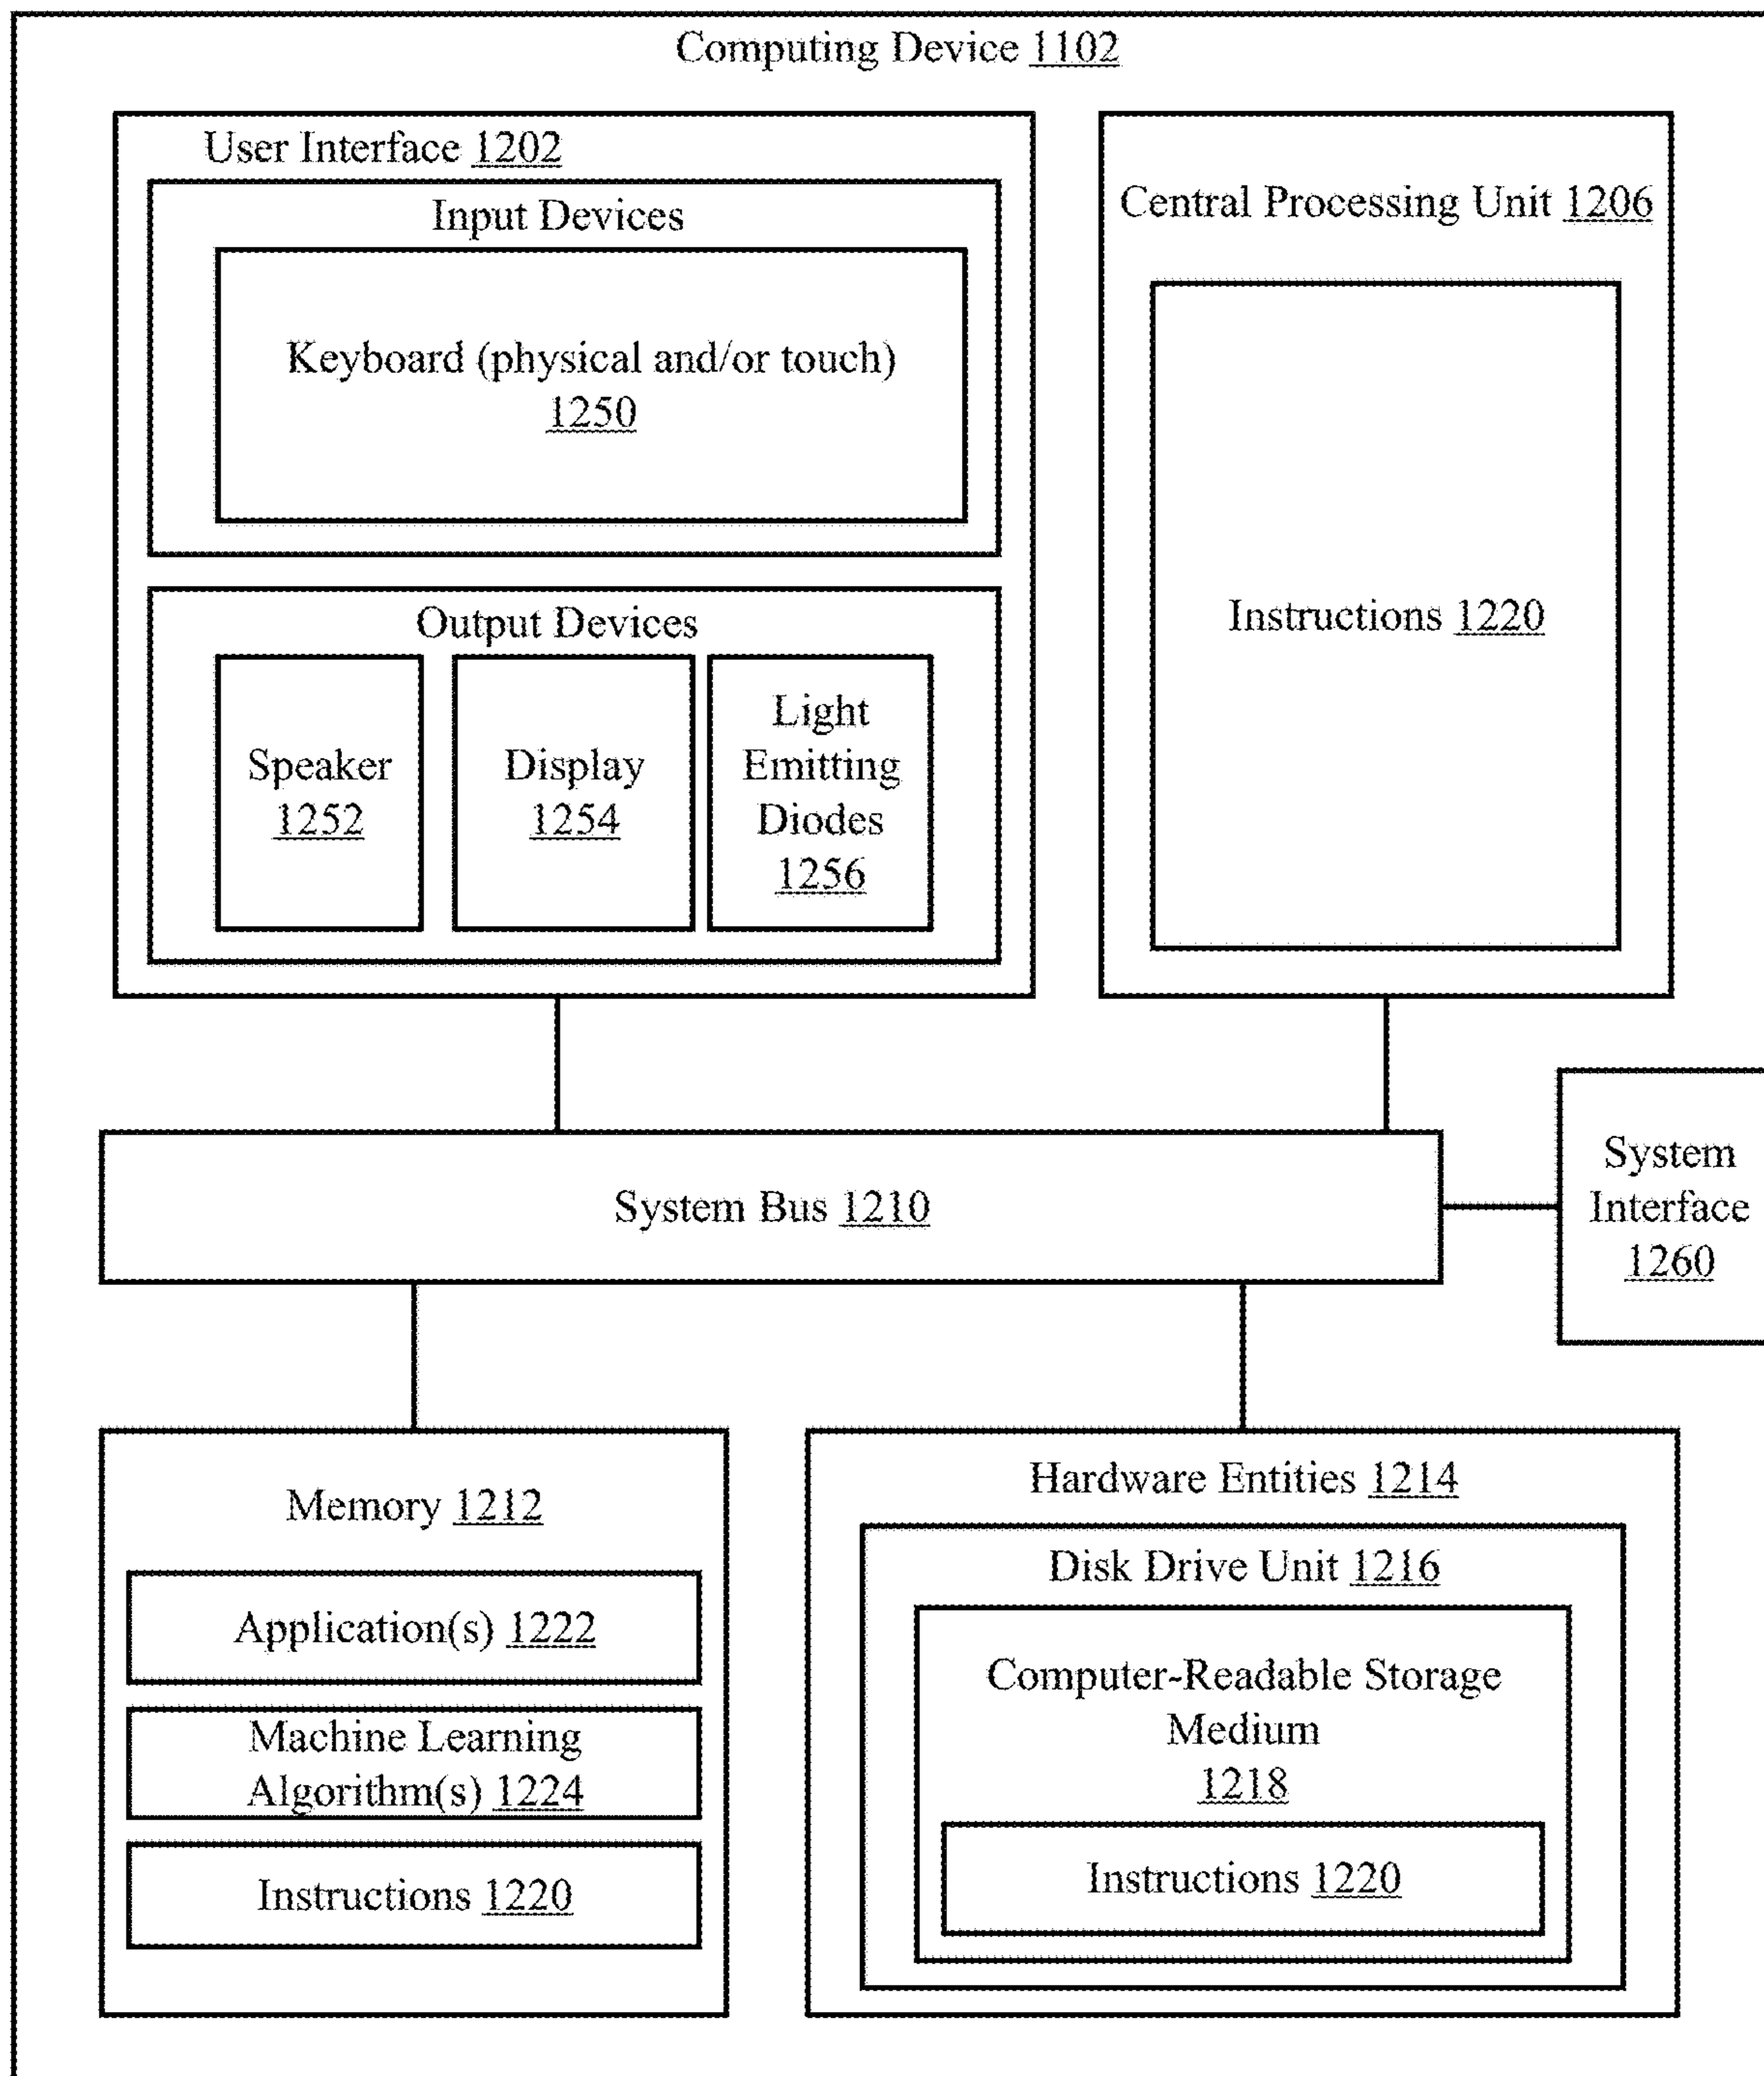 Computing Device 1102
User Interface 1202
Input Devices
Keyboard (physical and/or touch)
1250
Output Devices
Speaker
1252
Display
1254
Light
Emitting
Diodes
1256
Central Processing Unit 1206
Instructions 1220
System Bus 1210
System
Interface
1260
Memory 1212
Application(s) 1222
Machine Learning
Algorithm(s) 1224
Instructions 1220
Hardware Entities 1214
Disk Drive Unit 1216
Computer-Readable Storage
Medium
1218
Instructions 1220